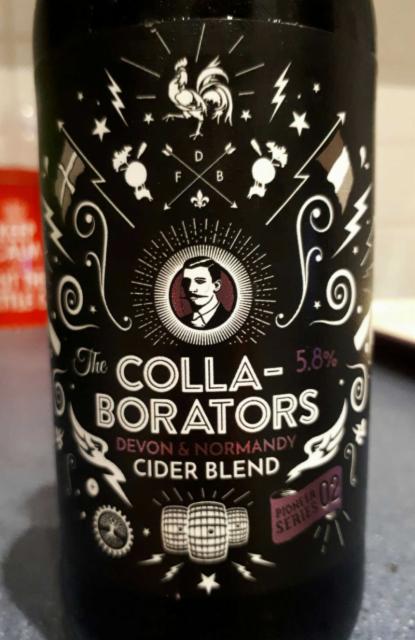 D
F B
The COLLA-
BORATORS
5.8%
DEVON & NORMANDY
CIDER BLEND
PIONEER
SERIES 02